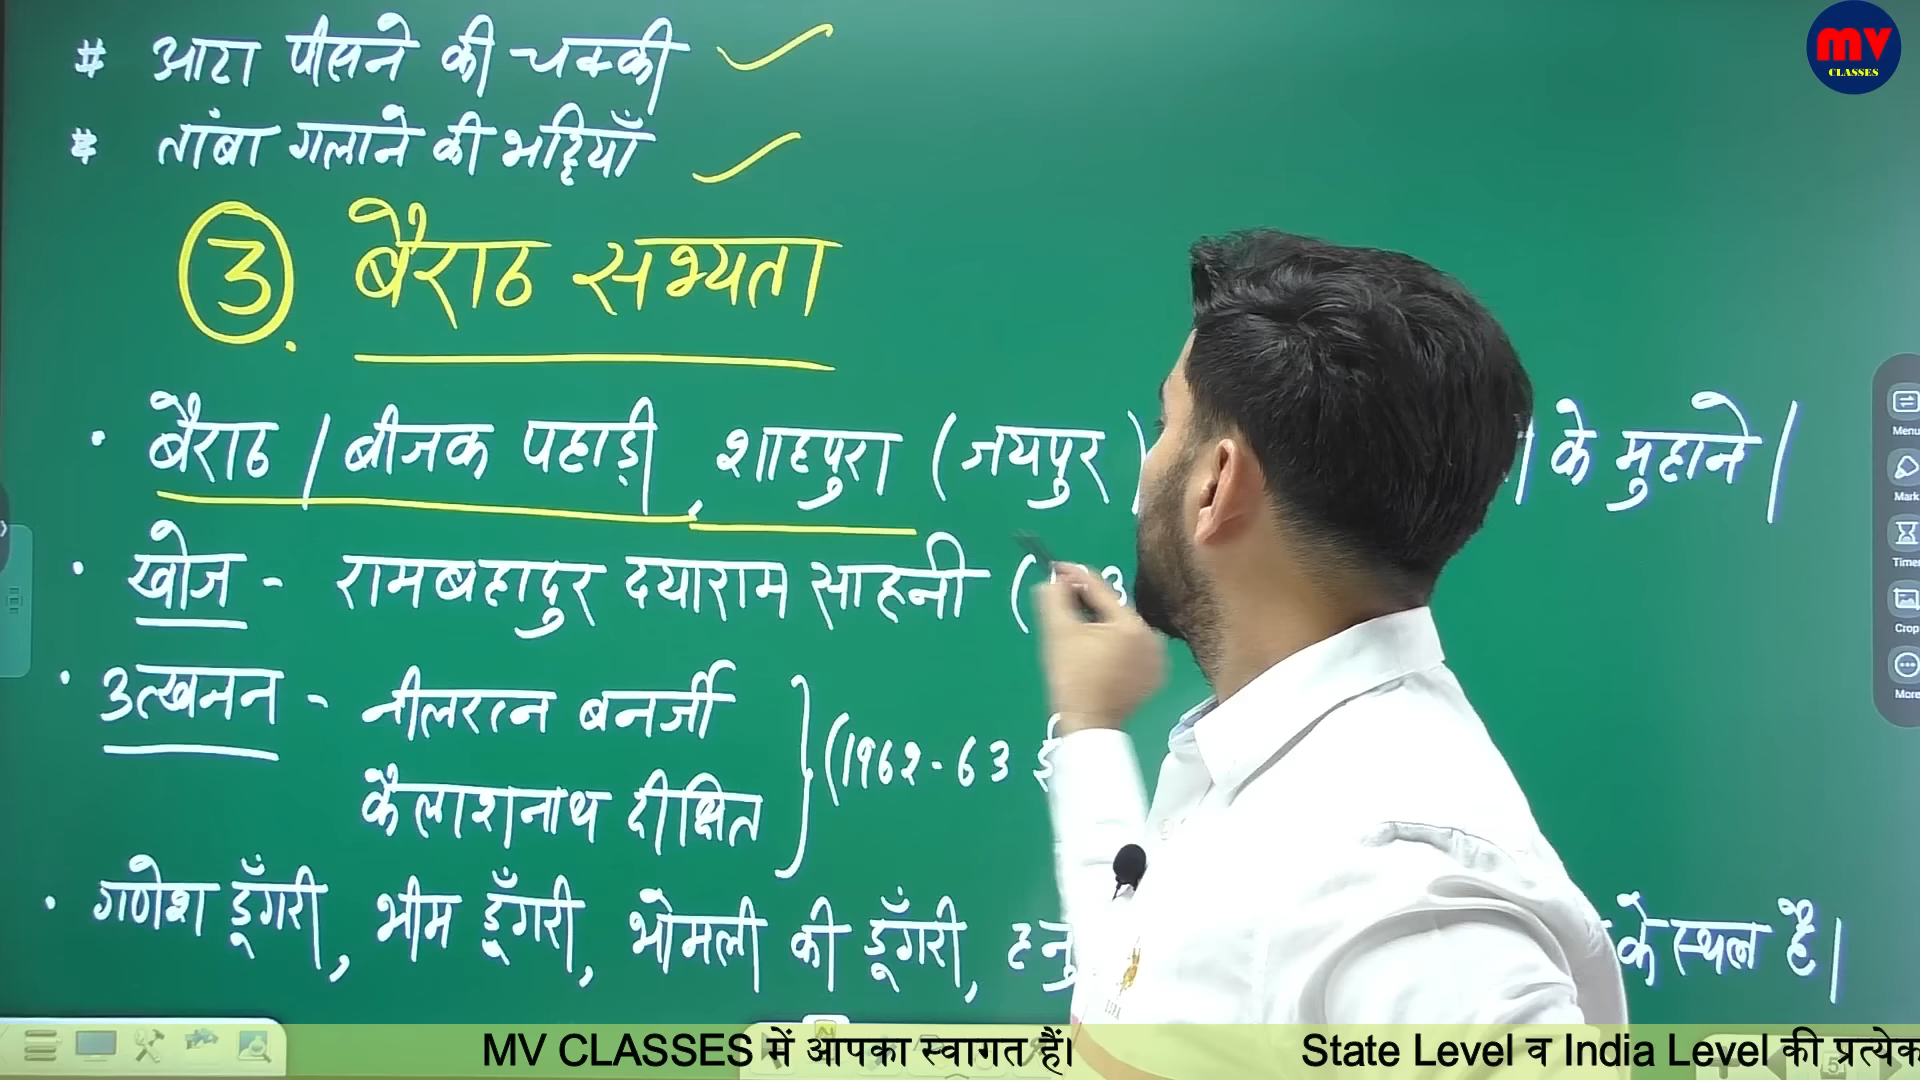 # आटा पीसने की चक्की
# तांबा गलाने की भट्टियाँ
3. बैराठ सभ्यता
• बैराठ / बीजक पहाड़ी, शाहपुरा (जयपुर) के मुहाने |
• खोज - रामबहादुर दयाराम साहनी (
• उत्खनन - नीलरत्न बनर्जी
कैलाशनाथ दीक्षित } (1962-63 ई
• गणेश डूँगरी, भीम डूँगरी, भोमली की डूँगरी, हनु के स्थल है |
MV CLASSES
Menu
Mark
Timer
Crop
More
MV CLASSES में आपका स्वागत हैं। State Level व India Level की प्रत्येक